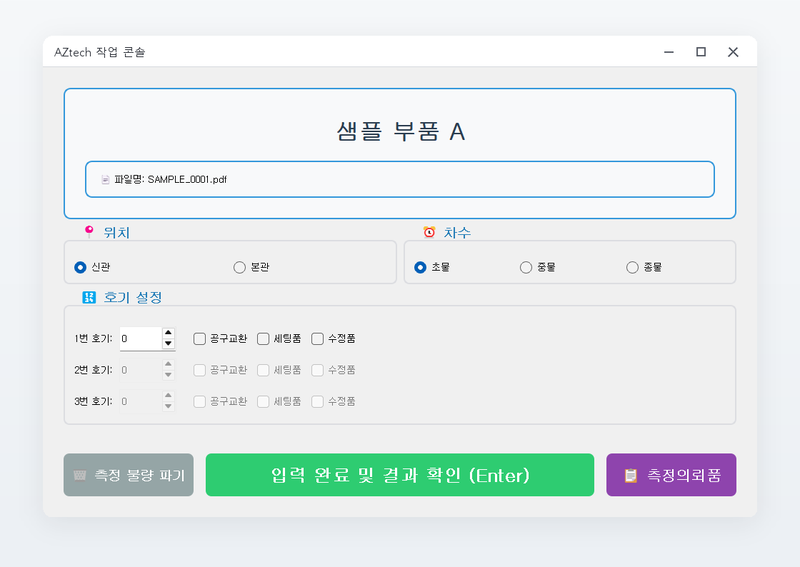 AZtech 작업 콘솔
샘플 부품 A
파일명: SAMPLE_0001.pdf
위치
차수
신관
본관
초물
중물
종물
호기 설정
1번 호기: 0 공구교환 세팅품 수정품
2번 호기: 0 공구교환 세팅품 수정품
3번 호기: 0 공구교환 세팅품 수정품
측정 불량 파기
입력 완료 및 결과 확인 (Enter)
측정의뢰품